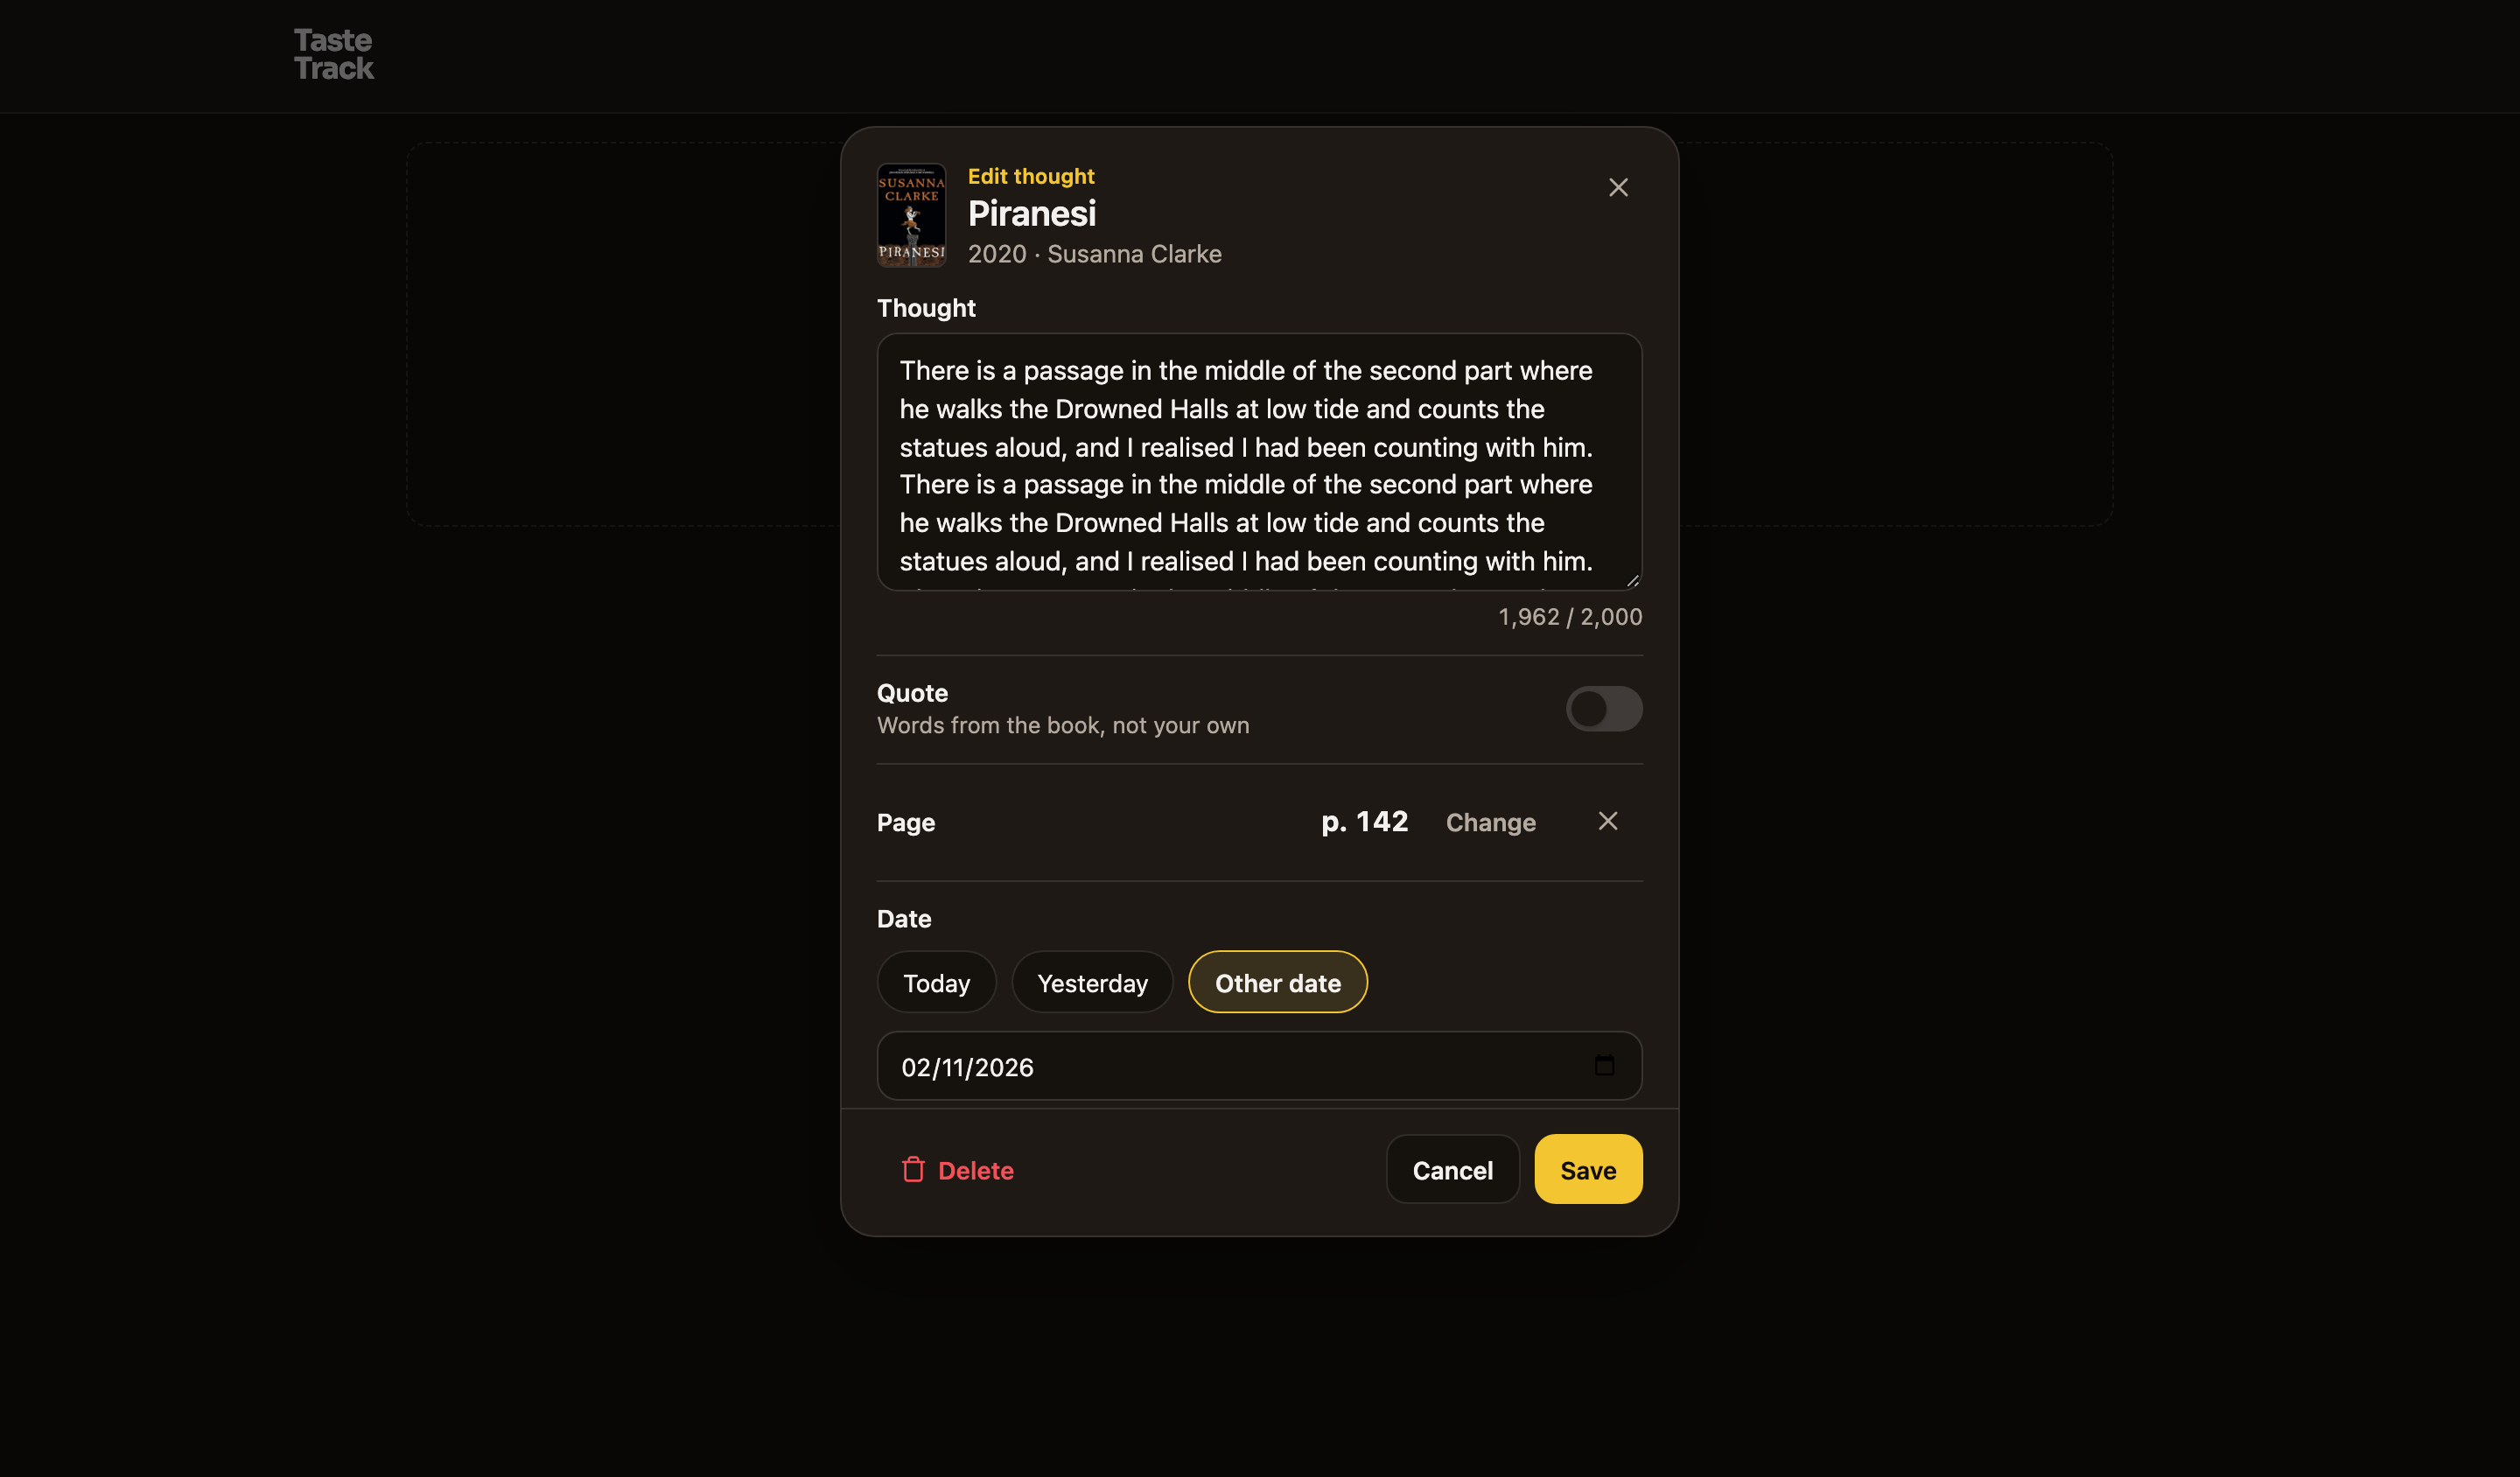 Taste
Track
SUSANNA
CLARKE
PIRANESI
Edit thought
Piranesi
2020 · Susanna Clarke
Thought
There is a passage in the middle of the second part where
he walks the Drowned Halls at low tide and counts the
statues aloud, and I realised I had been counting with him.
There is a passage in the middle of the second part where
he walks the Drowned Halls at low tide and counts the
statues aloud, and I realised I had been counting with him.
1,962 / 2,000
Quote
Words from the book, not your own
Page
p. 142
Change
Date
Today
Yesterday
Other date
02/11/2026
Delete
Cancel
Save